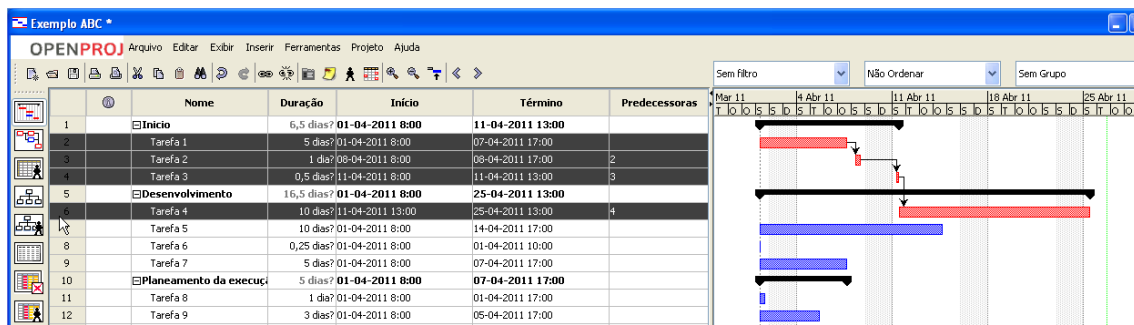 Exemplo ABC *
OPENPROJ Arquivo Editar Exibir Inserir Ferramentas Projeto Ajuda
Sem filtro Não Ordenar Sem Grupo
Nome Duração Início Término Predecessoras
Mar 11 4 Abr 11 11 Abr 11 18 Abr 11 25 Abr 11
1 Inicio 6,5 dias? 01-04-2011 8:00 11-04-2011 13:00
2 Tarefa 1 5 dias? 01-04-2011 8:00 07-04-2011 17:00
3 Tarefa 2 1 dia? 08-04-2011 8:00 08-04-2011 17:00 2
4 Tarefa 3 0,5 dias? 11-04-2011 8:00 11-04-2011 13:00 3
5 Desenvolvimento 16,5 dias? 01-04-2011 8:00 25-04-2011 13:00
6 Tarefa 4 10 dias? 11-04-2011 13:00 25-04-2011 13:00 4
Tarefa 5 10 dias? 01-04-2011 8:00 14-04-2011 17:00
8 Tarefa 6 0,25 dias? 01-04-2011 8:00 01-04-2011 10:00
9 Tarefa 7 5 dias? 01-04-2011 8:00 07-04-2011 17:00
10 Planeamento da execuç 5 dias? 01-04-2011 8:00 07-04-2011 17:00
11 Tarefa 8 1 dia? 01-04-2011 8:00 01-04-2011 17:00
12 Tarefa 9 3 dias? 01-04-2011 8:00 05-04-2011 17:00